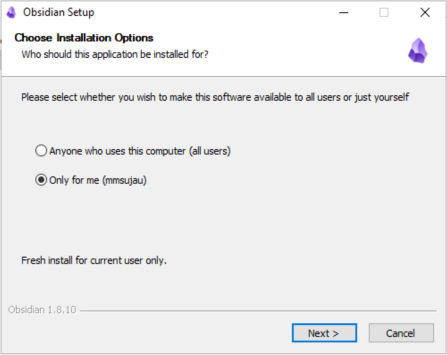 Obsidian Setup
Choose Installation Options
Who should this application be installed for?
Please select whether you wish to make this software available to all users or just yourself
Anyone who uses this computer (all users)
Only for me (mmsujau)
Fresh install for current user only.
Obsidian 1.8.10
Next >
Cancel